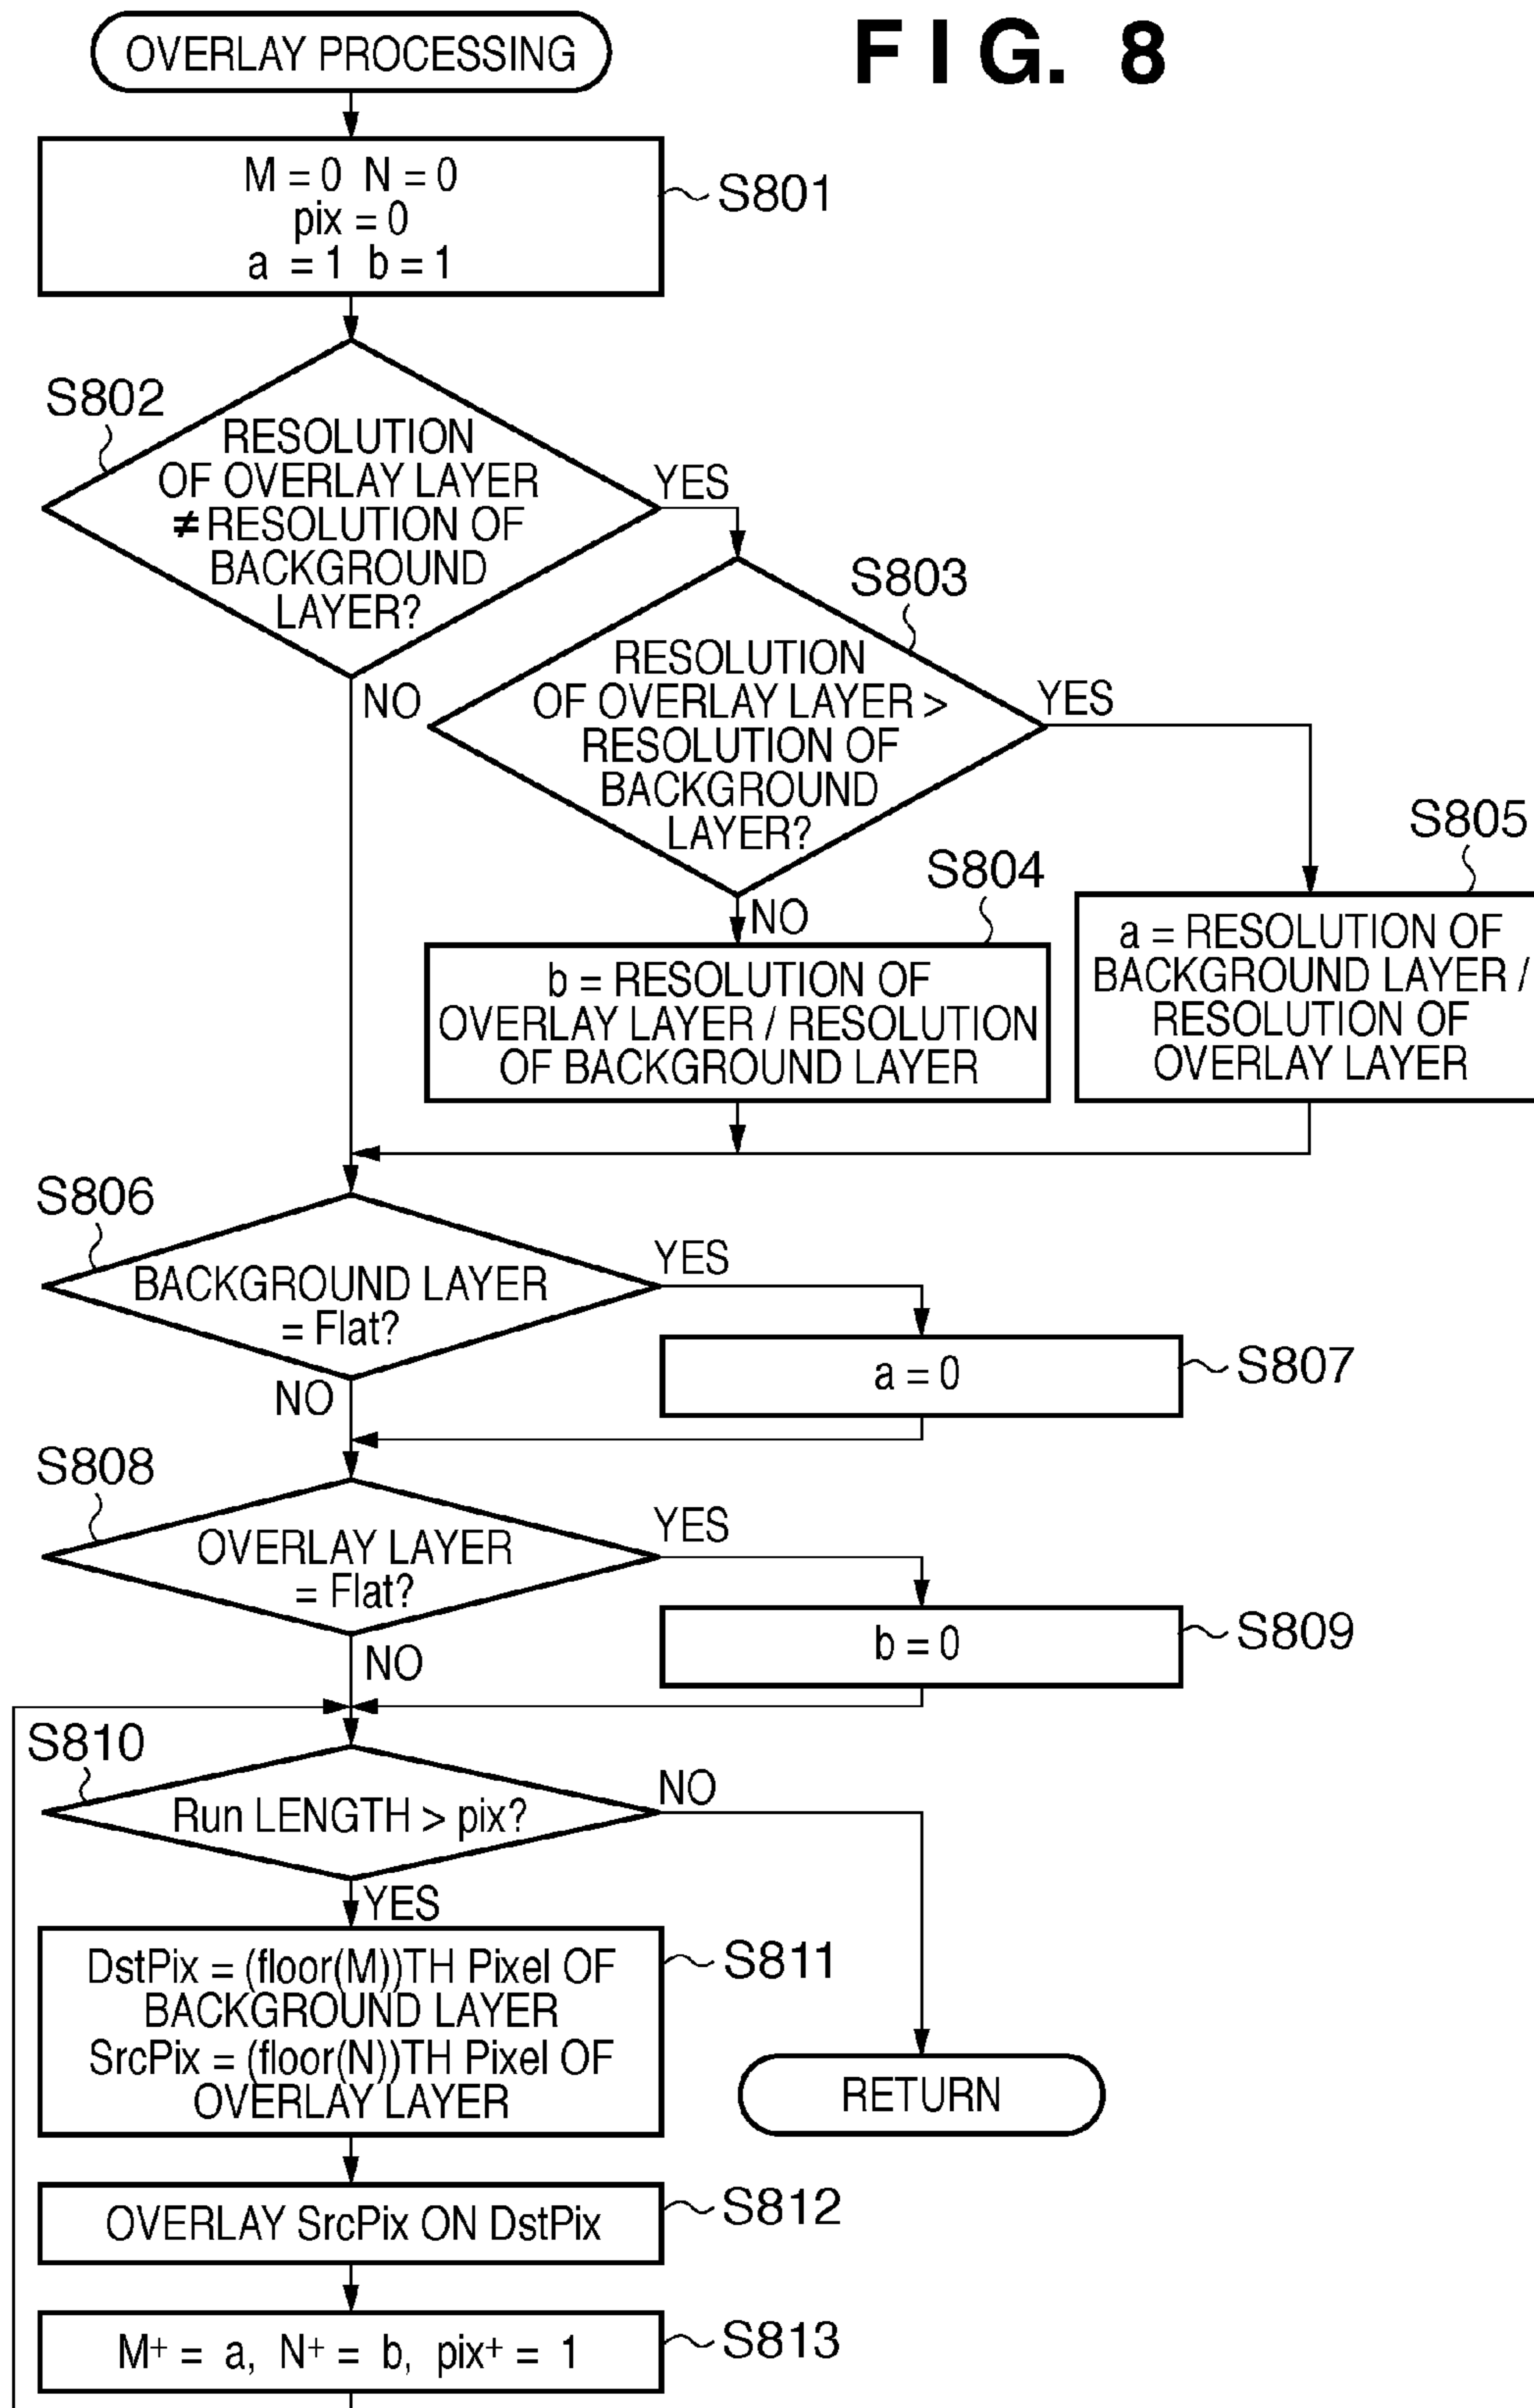 FIG. 8
OVERLAY PROCESSING
M = 0 N = 0
pix = 0
a = 1 b = 1
S801
S802
RESOLUTION
OF OVERLAY LAYER
≠ RESOLUTION OF
BACKGROUND
LAYER?
YES
NO
S803
RESOLUTION
OF OVERLAY LAYER >
RESOLUTION OF
BACKGROUND
LAYER?
YES
NO
S804
b = RESOLUTION OF
OVERLAY LAYER / RESOLUTION
OF BACKGROUND LAYER
S805
a = RESOLUTION OF
BACKGROUND LAYER /
RESOLUTION OF
OVERLAY LAYER
S806
BACKGROUND LAYER
= Flat?
YES
NO
a = 0
S807
S808
OVERLAY LAYER
= Flat?
YES
NO
b = 0
S809
S810
Run LENGTH > pix?
NO
YES
DstPix = (floor(M))TH Pixel OF
BACKGROUND LAYER
SrcPix = (floor(N))TH Pixel OF
OVERLAY LAYER
S811
RETURN
OVERLAY SrcPix ON DstPix
S812
M+ = a, N+ = b, pix+ = 1
S813